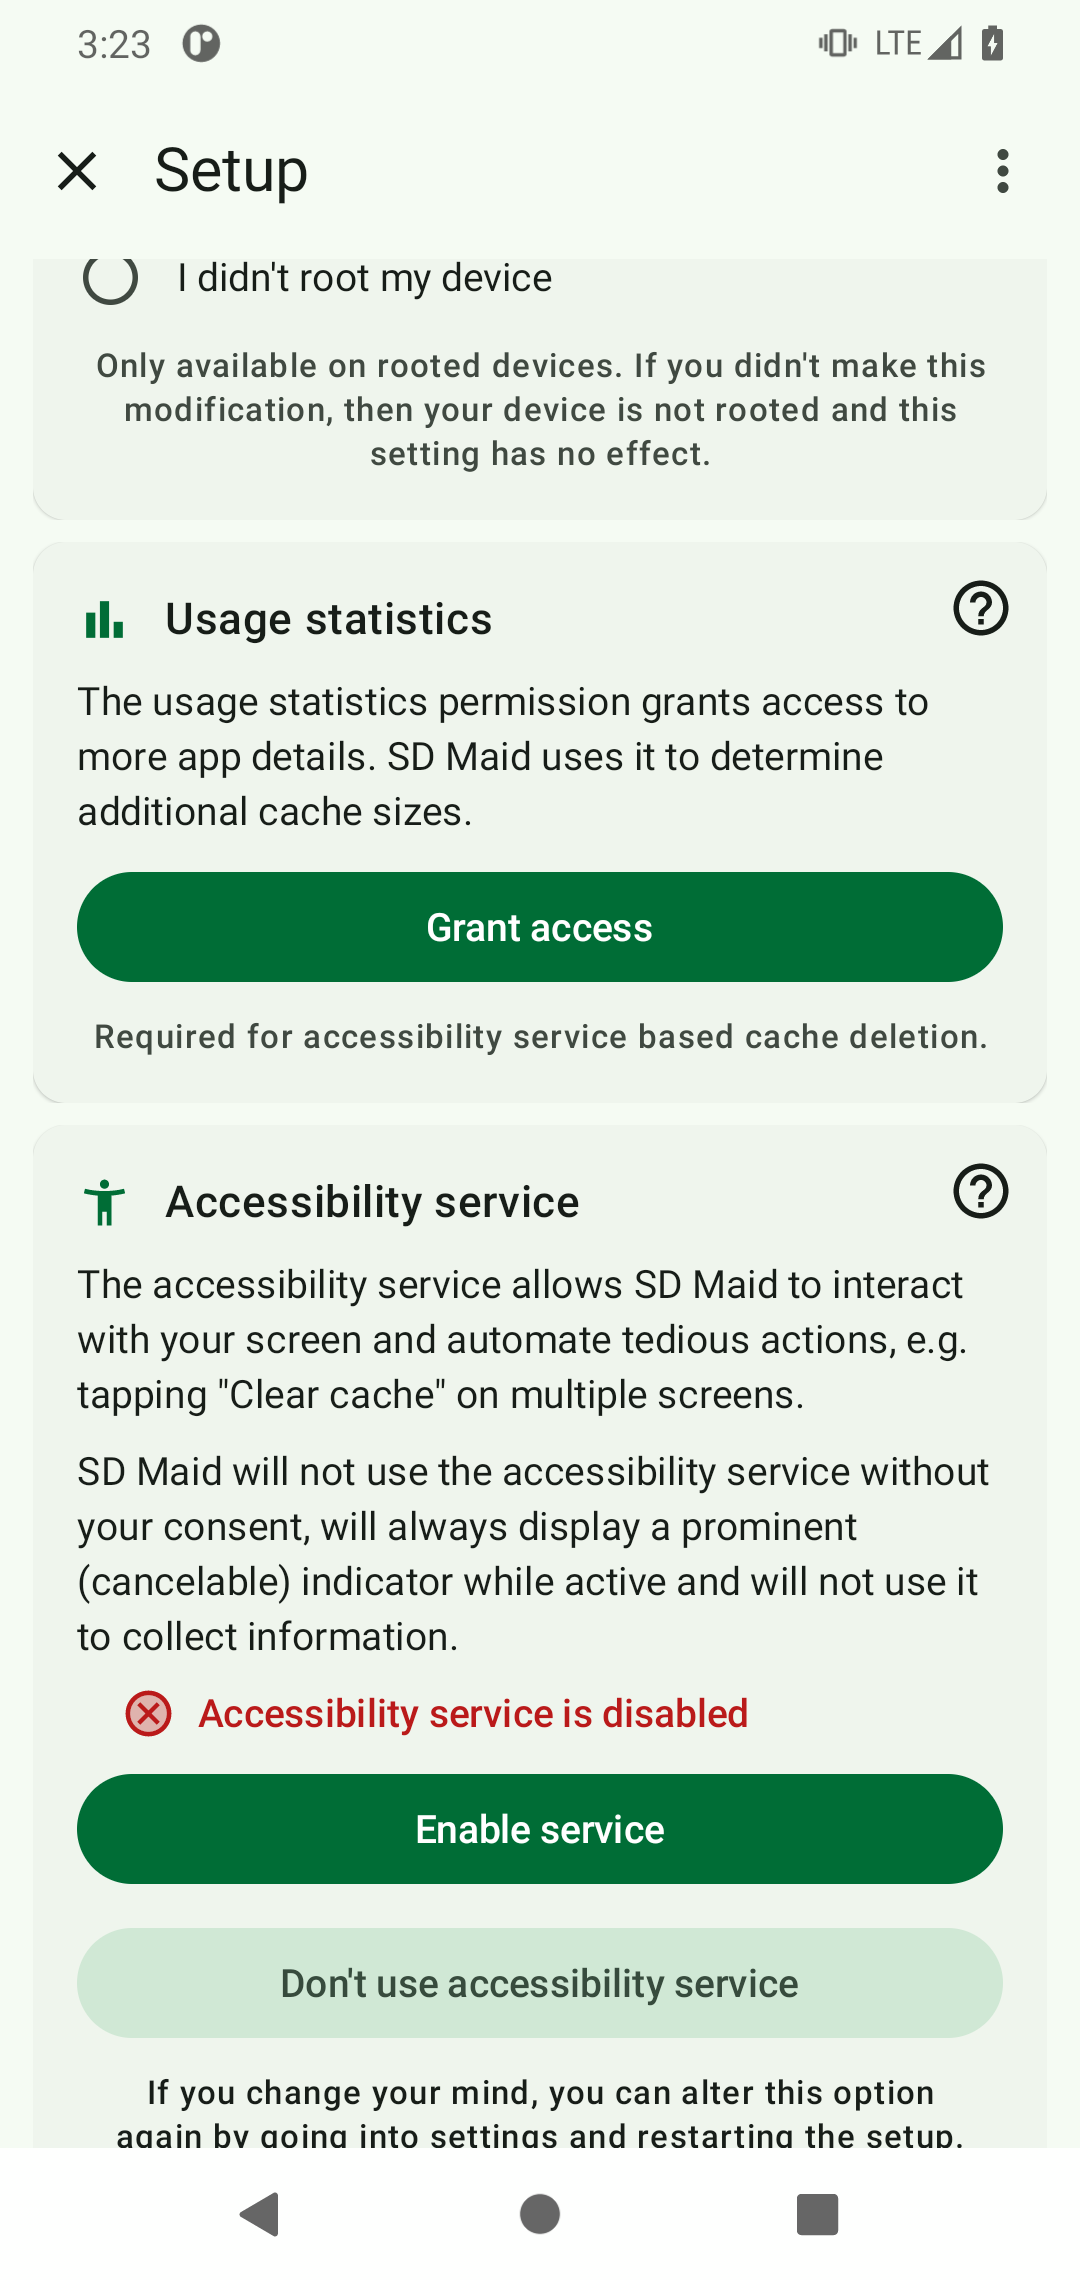 3:23
LTE
Setup
I didn't root my device
Only available on rooted devices. If you didn't make this
modification, then your device is not rooted and this
setting has no effect.
Usage statistics
The usage statistics permission grants access to
more app details. SD Maid uses it to determine
additional cache sizes.
Grant access
Required for accessibility service based cache deletion.
Accessibility service
The accessibility service allows SD Maid to interact
with your screen and automate tedious actions, e.g.
tapping "Clear cache" on multiple screens.
SD Maid will not use the accessibility service without
your consent, will always display a prominent
(cancelable) indicator while active and will not use it
to collect information.
Accessibility service is disabled
Enable service
Don't use accessibility service
If you change your mind, you can alter this option
again by going into settings and restarting the setup.